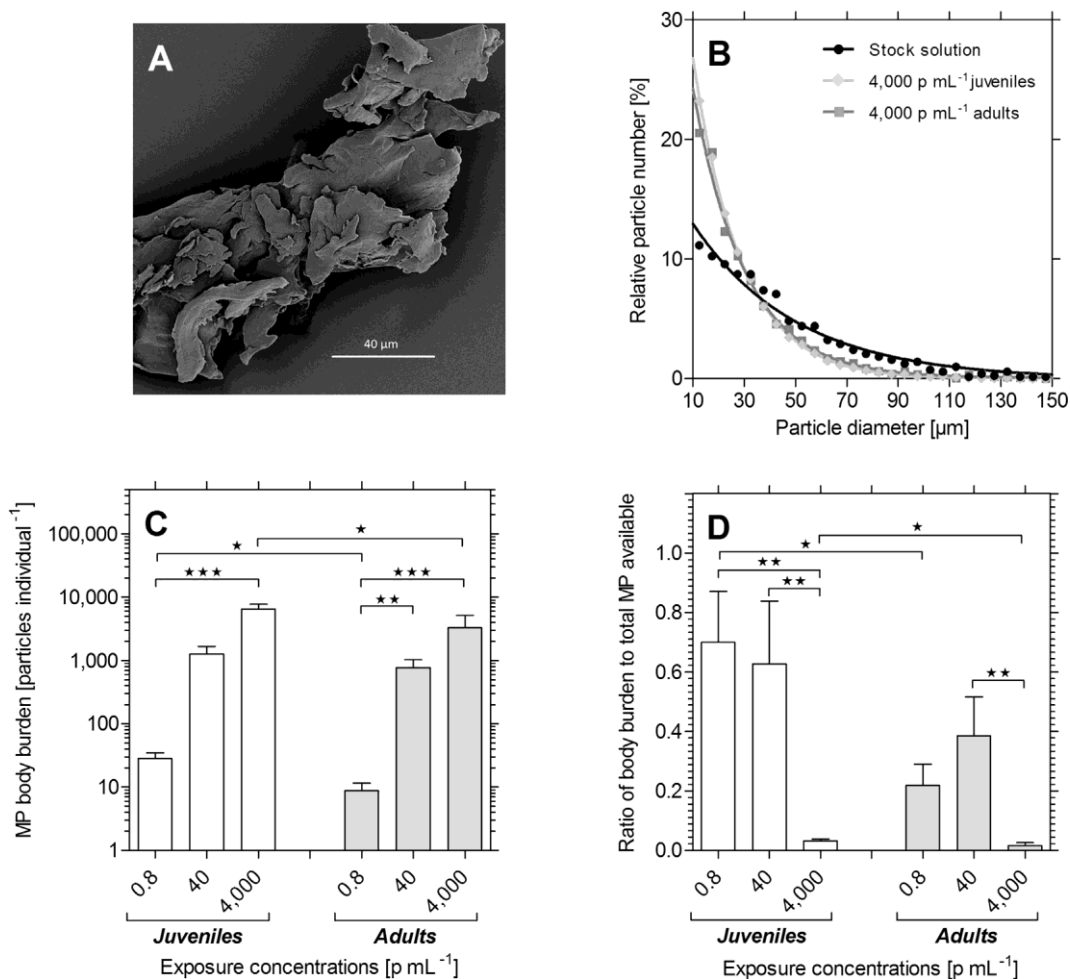 A
40 µm
B
Relative particle number [%]
30
20
10
0
Stock solution
4,000 p mL⁻¹ juveniles
4,000 p mL⁻¹ adults
10 30 50 70 90 110 130 150
Particle diameter [µm]
C
MP body burden [particles individual⁻¹]
100,000
10,000
1,000
100
10
1
★
★
★★★
★★★
★★
0.8 40 4,000 0.8 40 4,000
Juveniles Adults
Exposure concentrations [p mL⁻¹]
D
Ratio of body burden to total MP available
1.0
0.8
0.6
0.4
0.2
0.0
★
★
★★
★★
★★
0.8 40 4,000 0.8 40 4,000
Juveniles Adults
Exposure concentrations [p mL⁻¹]